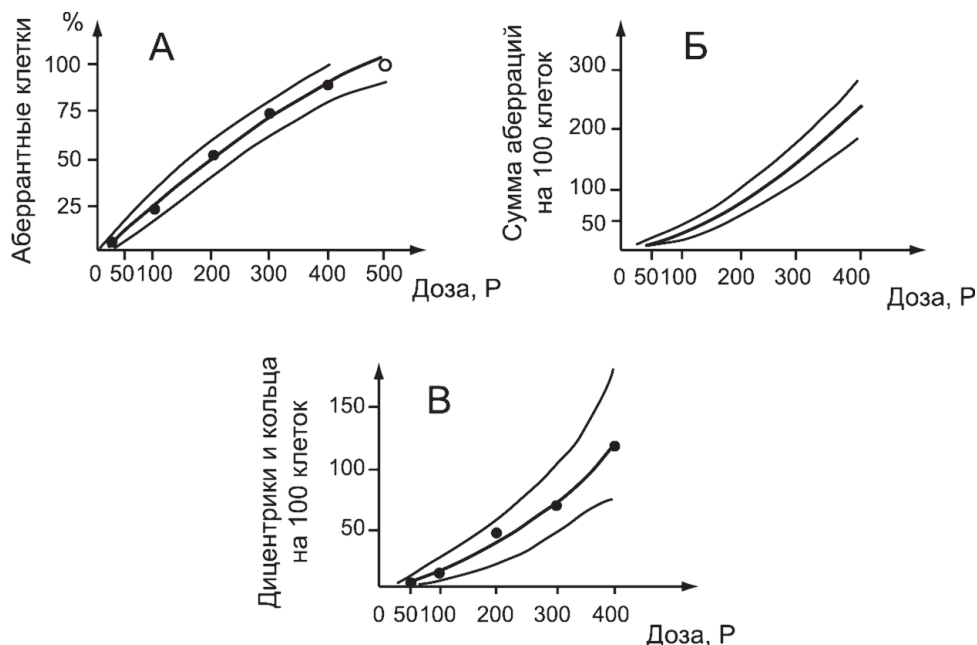 %
А
100
75
50
25
Аберрантные клетки
0 50 100 200 300 400 500
Доза, Р
Б
300
200
100
50
Сумма аберраций
на 100 клеток
0 50 100 200 300 400
Доза, Р
В
150
100
50
Дицентрики и кольца
на 100 клеток
0 50 100 200 300 400
Доза, Р